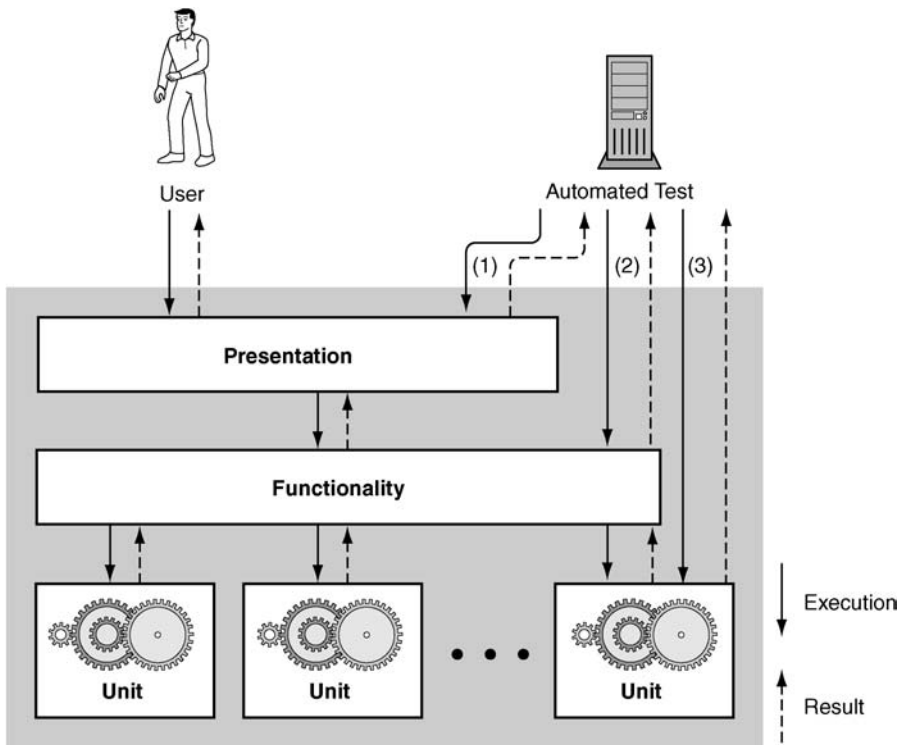 User
Automated Test
(1)
(2)
(3)
Presentation
Functionality
Unit
Unit
Unit
Execution
Result